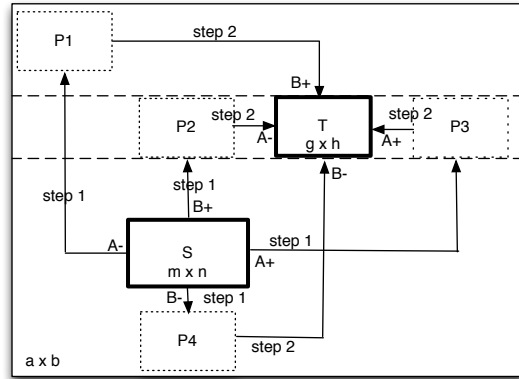 P1
step 2
B+
P2
step 2
A-
T
g x h
step 2
A+
P3
B-
step 1
step 1
B+
A-
S
m x n
step 1
A+
B-
step 1
P4
step 2
a x b